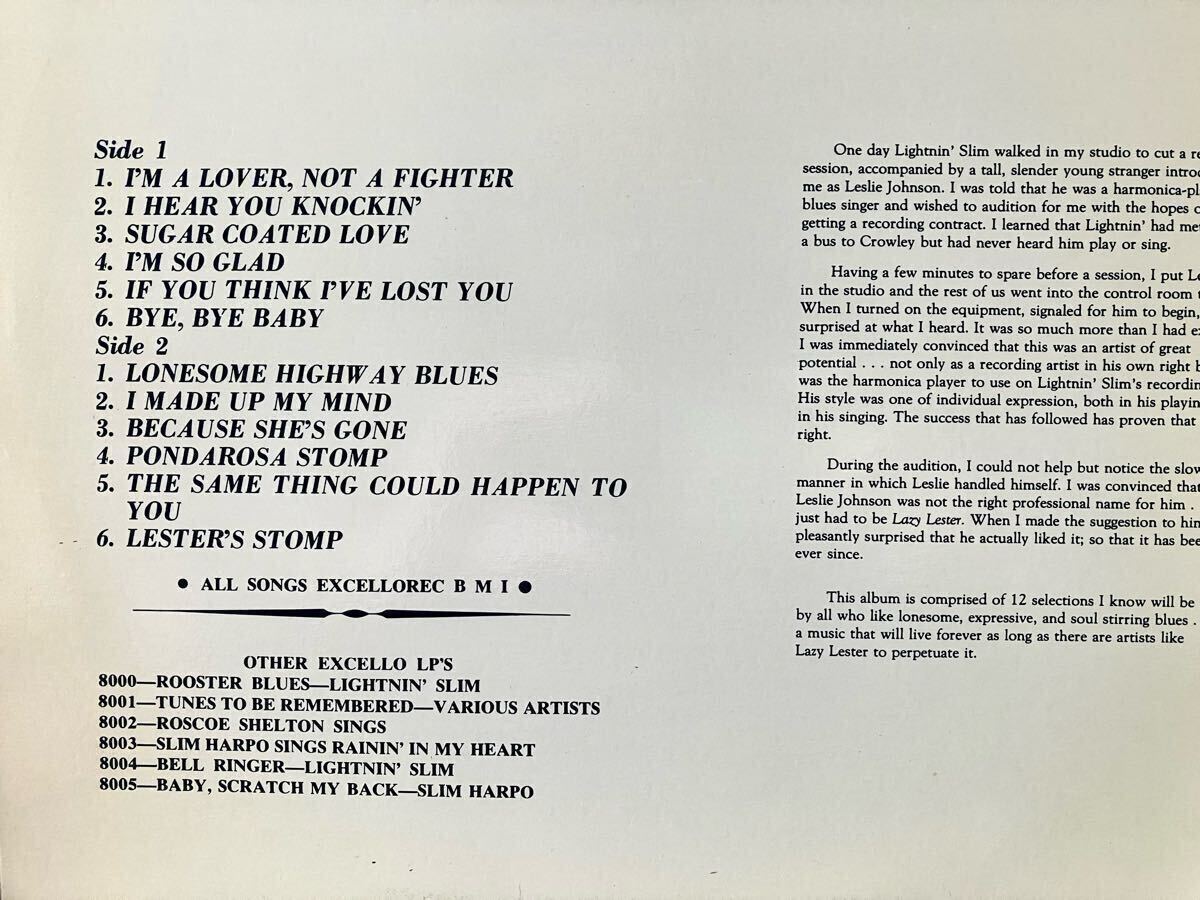 Side 1
1. I'M A LOVER, NOT A FIGHTER
2. I HEAR YOU KNOCKIN'
3. SUGAR COATED LOVE
4. I'M SO GLAD
5. IF YOU THINK I'VE LOST YOU
6. BYE, BYE BABY
Side 2
1. LONESOME HIGHWAY BLUES
2. I MADE UP MY MIND
3. BECAUSE SHE'S GONE
4. PONDAROSA STOMP
5. THE SAME THING COULD HAPPEN TO
YOU
6. LESTER'S STOMP
● ALL SONGS EXCELLOREC B M I ●
OTHER EXCELLO LP'S
8000—ROOSTER BLUES—LIGHTNIN' SLIM
8001—TUNES TO BE REMEMBERED—VARIOUS ARTISTS
8002—ROSCOE SHELTON SINGS
8003—SLIM HARPO SINGS RAININ' IN MY HEART
8004—BELL RINGER—LIGHTNIN' SLIM
8005—BABY, SCRATCH MY BACK—SLIM HARPO
One day Lightnin' Slim walked in my studio to cut a
session, accompanied by a tall, slender young stranger
me as Leslie Johnson. I was told that he was a
blues singer and wished to audition for me with the hopes
getting a recording contract. I learned that Lightnin' had
a bus to Crowley but had never heard him play or sing.
Having a few minutes to spare before a session, I put
in the studio and the rest of us went into the control room
When I turned on the equipment, signaled for him to begin,
surprised at what I heard. It was so much more than I had
I was immediately convinced that this was an artist of great
potential . . . not only as a recording artist in his own right
was the harmonica player to use on Lightnin' Slim's
His style was one of individual expression, both in his
in his singing. The success that has followed has proven that
right.
During the audition, I could not help but notice the
manner in which Leslie handled himself. I was convinced that
Leslie Johnson was not the right professional name for him .
just had to be Lazy Lester. When I made the suggestion to
pleasantly surprised that he actually liked it; so that it has
ever since.
This album is comprised of 12 selections I know will be
by all who like lonesome, expressive, and soul stirring blues .
a music that will live forever as long as there are artists like
Lazy Lester to perpetuate it.